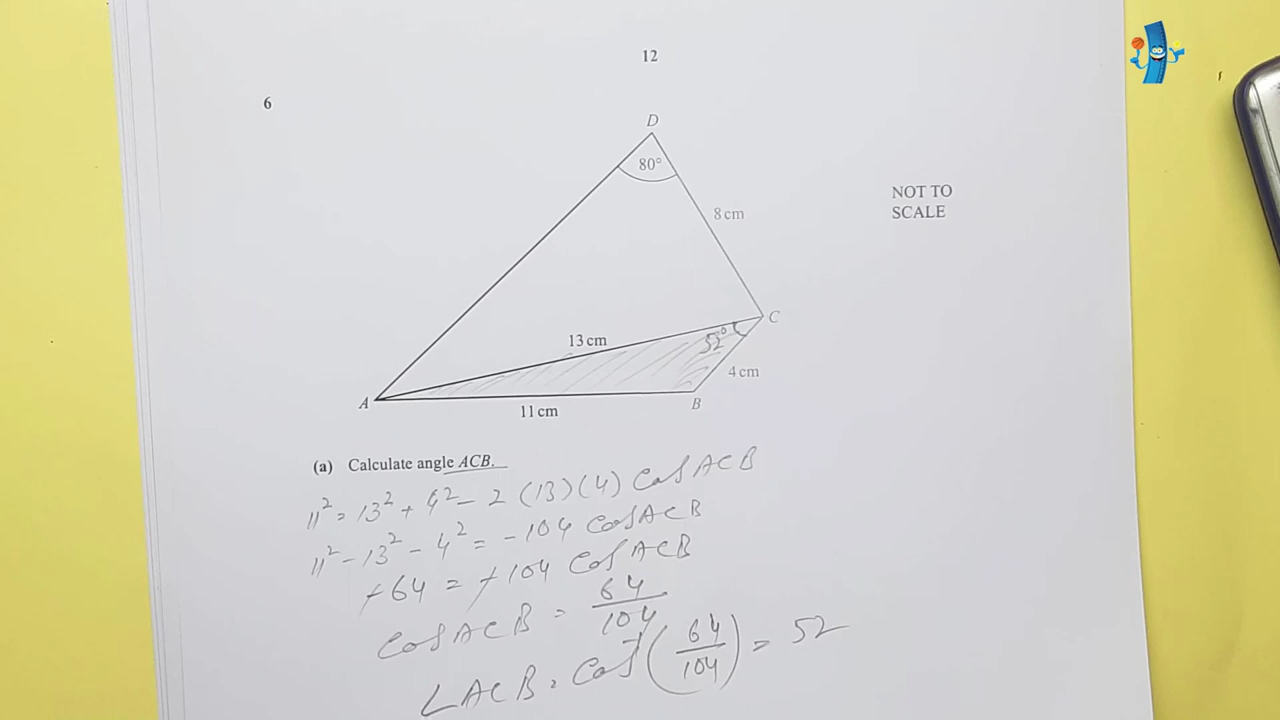 12
6
D
80°
NOT TO
SCALE
8 cm
C
13 cm
52°
4 cm
A
11 cm
B
(a) Calculate angle ACB.
11² = 13² + 4² - 2 (13)(4) Cos ACB
11² - 13² - 4² = -104 Cos ACB
-64 = -104 Cos ACB
Cos ACB = 64/104
∠ACB = Cos⁻¹(64/104) = 52